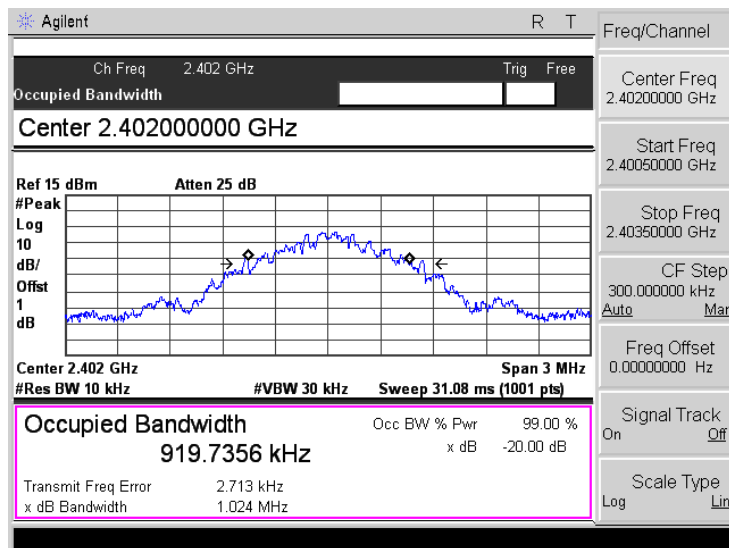 Agilent
R T
Freq/Channel
Ch Freq 2.402 GHz
Trig Free
Occupied Bandwidth
Center 2.402000000 GHz
Ref 15 dBm
Atten 25 dB
#Peak
Log
10
dB/
Offst
1
dB
Center 2.402 GHz
Span 3 MHz
#Res BW 10 kHz
#VBW 30 kHz
Sweep 31.08 ms (1001 pts)
Occupied Bandwidth
919.7356 kHz
Occ BW % Pwr 99.00 %
x dB -20.00 dB
Transmit Freq Error 2.713 kHz
x dB Bandwidth 1.024 MHz
Center Freq
2.40200000 GHz
Start Freq
2.40050000 GHz
Stop Freq
2.40350000 GHz
CF Step
300.000000 kHz
Auto Man
Freq Offset
0.00000000 Hz
Signal Track
On Off
Scale Type
Log Lin